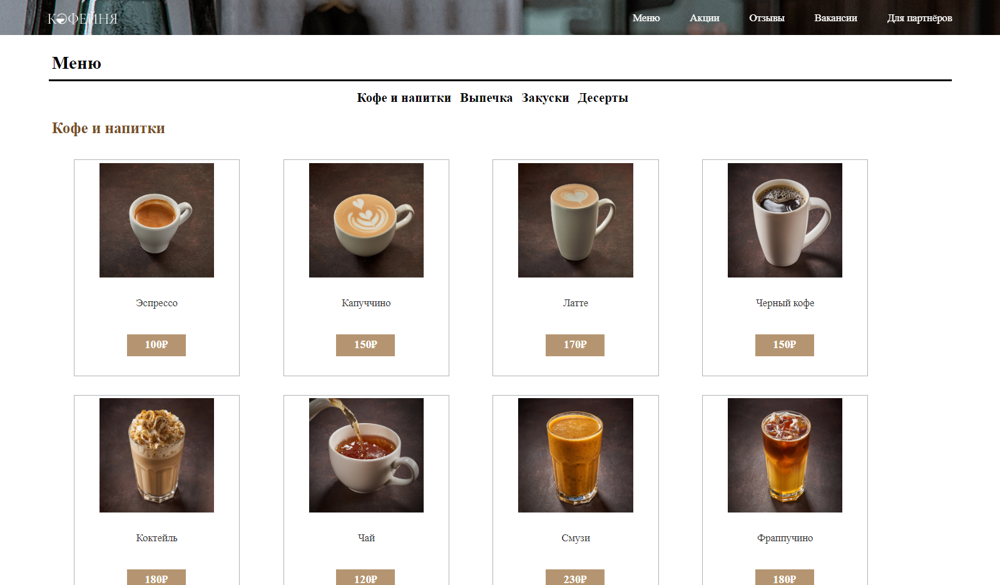 КОФЕЙНЯ
Меню Акции Отзывы Вакансии Для партнёров
Меню
Кофе и напитки Выпечка Закуски Десерты
Кофе и напитки
Эспрессо Капуччино Латте Черный кофе
100₽ 150₽ 170₽ 150₽
Коктейль Чай Смузи Фраппучино
180₽ 120₽ 230₽ 180₽